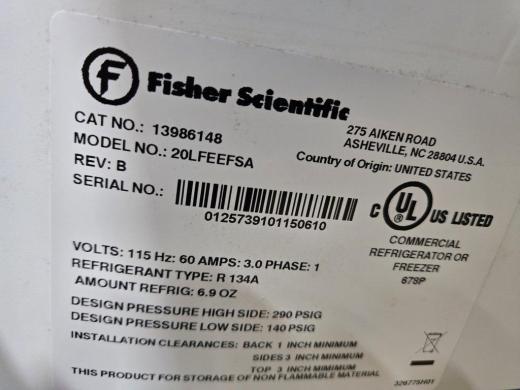 F Fisher Scientific
275 AIKEN ROAD
ASHEVILLE, NC 28804 U.S.A.
Country of Origin: UNITED STATES
CAT NO.: 13986148
MODEL NO.: 20LFEEFSA
REV: B
SERIAL NO.:
0125739101150610
C UL ® US LISTED
COMMERCIAL
REFRIGERATOR OR
FREEZER
878P
VOLTS: 115 Hz: 60 AMPS: 3.0 PHASE: 1
REFRIGERANT TYPE: R 134A
AMOUNT REFRIG: 6.9 OZ
DESIGN PRESSURE HIGH SIDE: 290 PSIG
DESIGN PRESSURE LOW SIDE: 140 PSIG
INSTALLATION CLEARANCES: BACK 1 INCH MINIMUM
SIDES 3 INCH MINIMUM
TOP 3 INCH MIMIMUM
THIS PRODUCT FOR STORAGE OF NON FLAMMABLE MATERIAL
326775H01